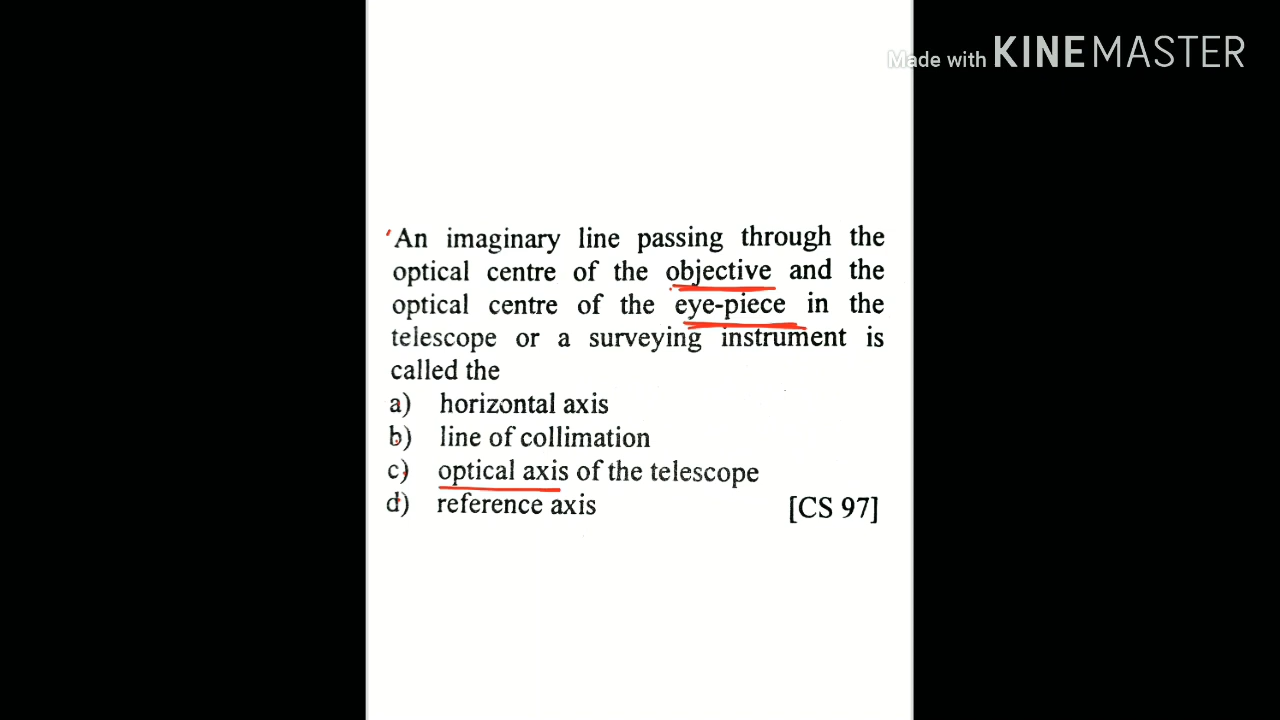 Made with KINEMASTER
An imaginary line passing through the
optical centre of the objective and the
optical centre of the eye-piece in the
telescope or a surveying instrument is
called the
a) horizontal axis
b) line of collimation
c) optical axis of the telescope
d) reference axis [CS 97]